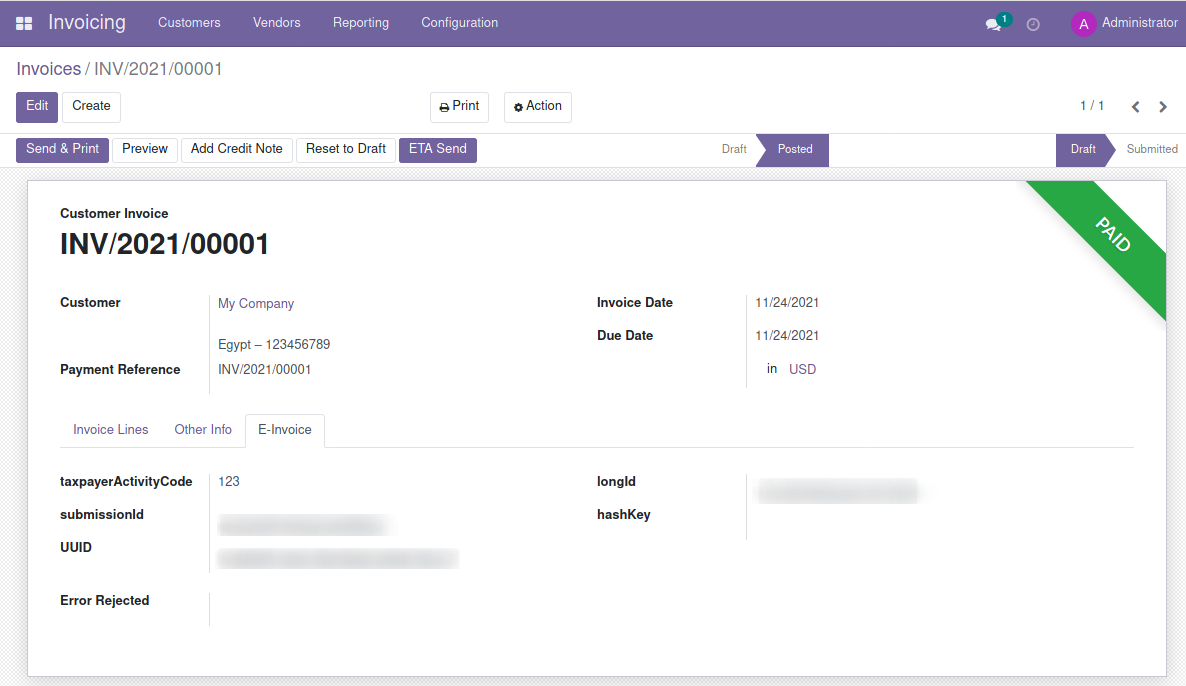 Invoicing Customers Vendors Reporting Configuration 1 A Administrator
Invoices / INV/2021/00001
Edit Create Print Action 1 / 1
Send & Print Preview Add Credit Note Reset to Draft ETA Send Draft Posted Draft Submitted
PAID
Customer Invoice
INV/2021/00001
Customer My Company Invoice Date 11/24/2021
Due Date 11/24/2021
Egypt – 123456789
Payment Reference INV/2021/00001 in USD
Invoice Lines Other Info E-Invoice
taxpayerActivityCode 123 longId
submissionId hashKey
UUID
Error Rejected